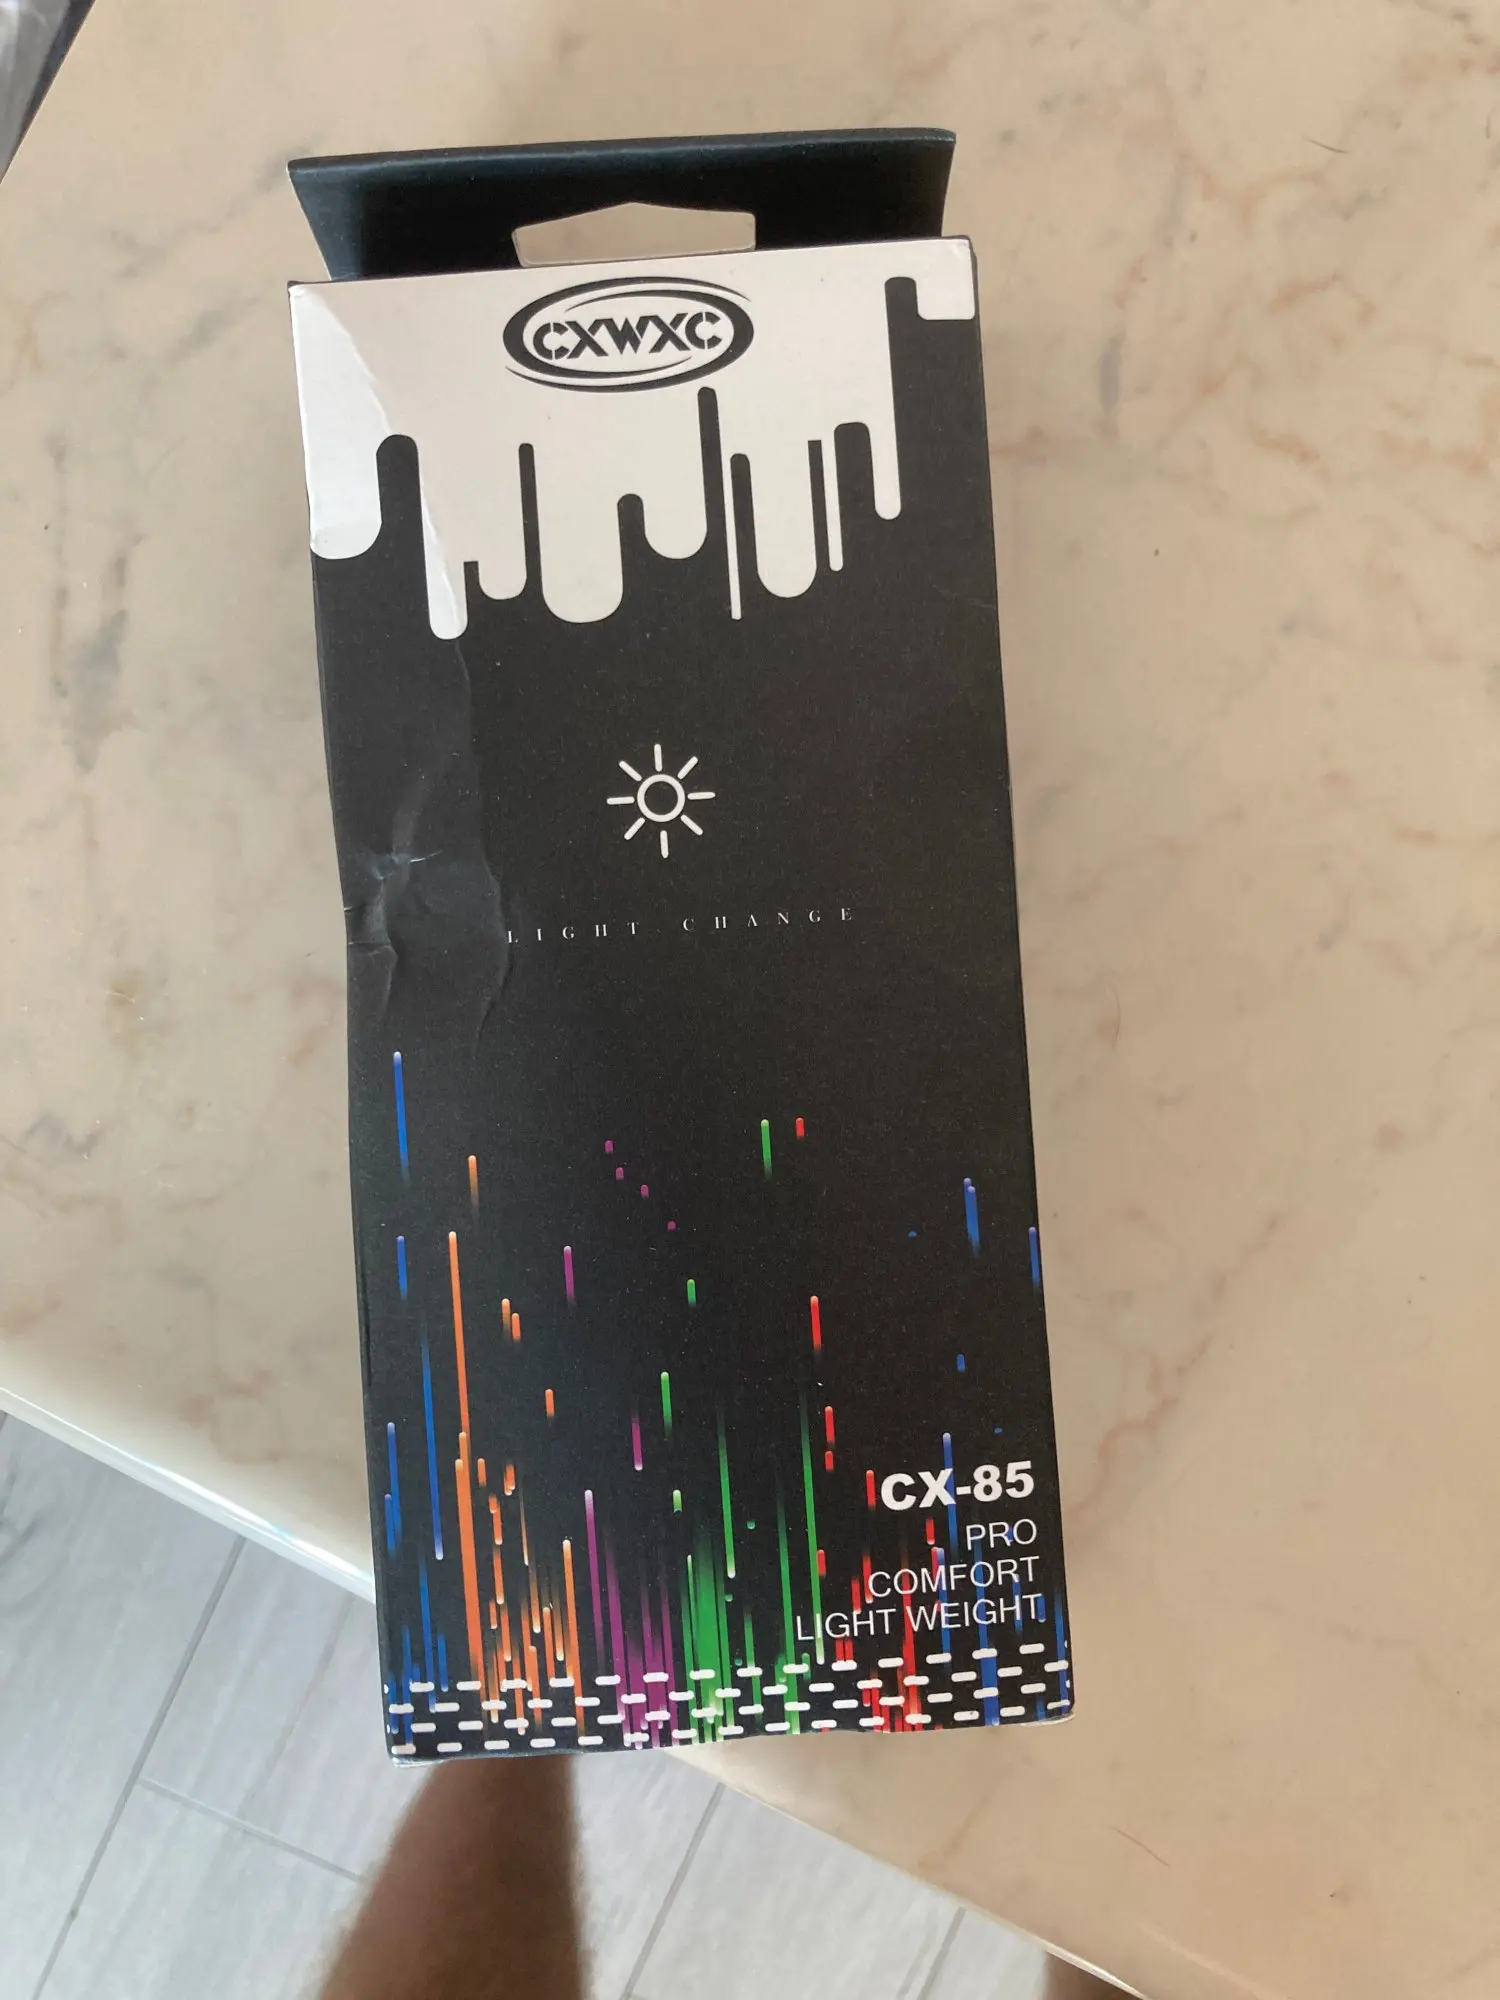 CXWXC
LIGHT CHANGE
CX-85
PRO
COMFORT
LIGHT WEIGHT